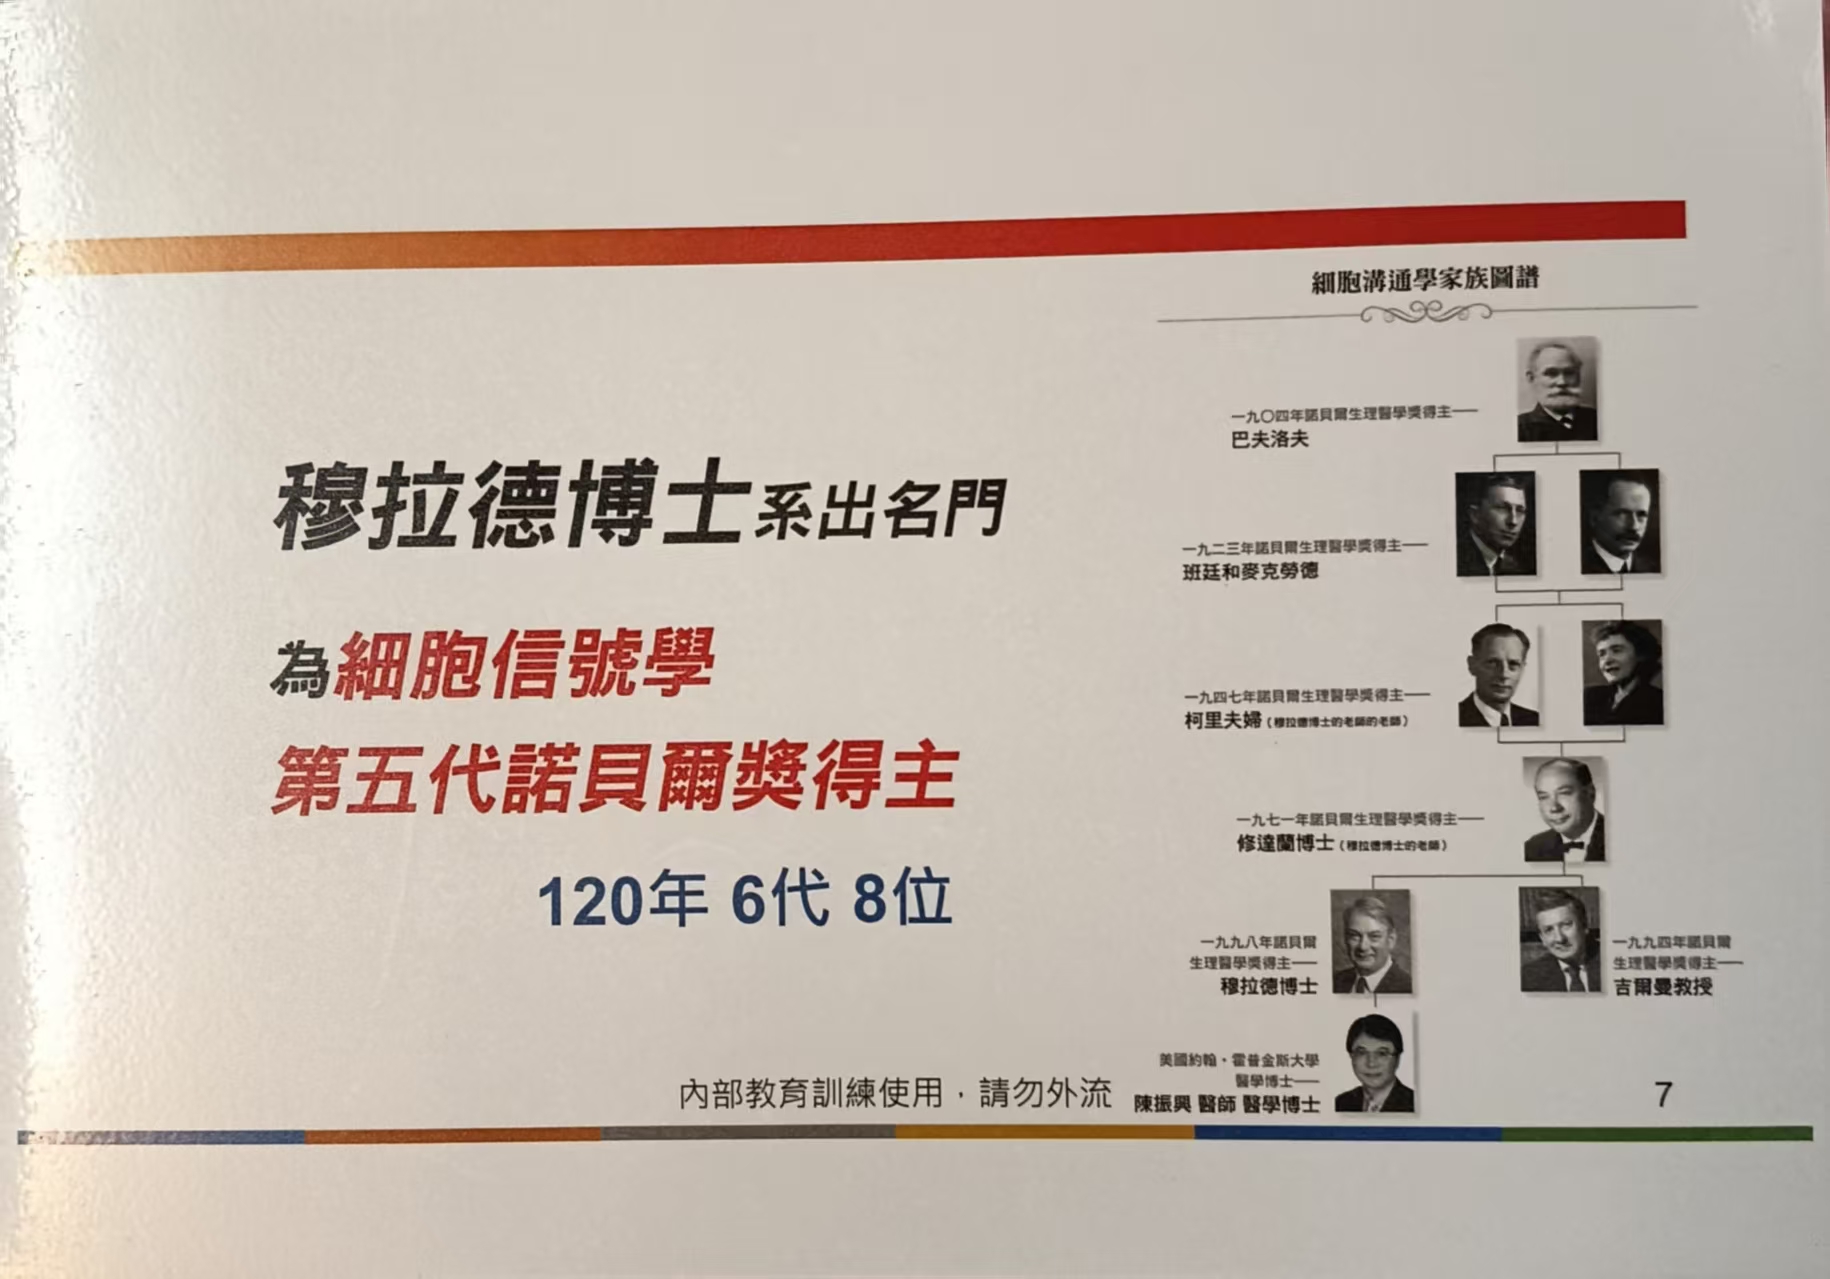 細胞溝通學家族圖譜
一九〇四年諾貝爾生理醫學獎得主──
巴夫洛夫
一九二三年諾貝爾生理醫學獎得主──
班廷和麥克勞德
一九四七年諾貝爾生理醫學獎得主──
柯里夫婦（穆拉德博士的老師的老師）
一九七一年諾貝爾生理醫學獎得主──
修達蘭博士（穆拉德博士的老師）
一九九八年諾貝爾
生理醫學獎得主──
穆拉德博士
一九九四年諾貝爾
生理醫學獎得主──
吉爾曼教授
美國約翰・霍普金斯大學
醫學博士──
陳振興 醫師 醫學博士
穆拉德博士系出名門
為細胞信號學
第五代諾貝爾獎得主
120年 6代 8位
內部教育訓練使用，請勿外流
7